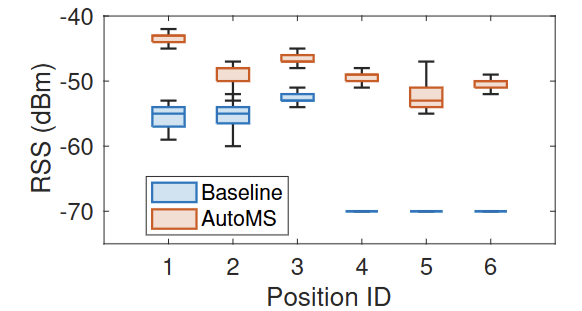 RSS (dBm)
-40
-50
-60
-70
Baseline
AutoMS
1 2 3 4 5 6
Position ID